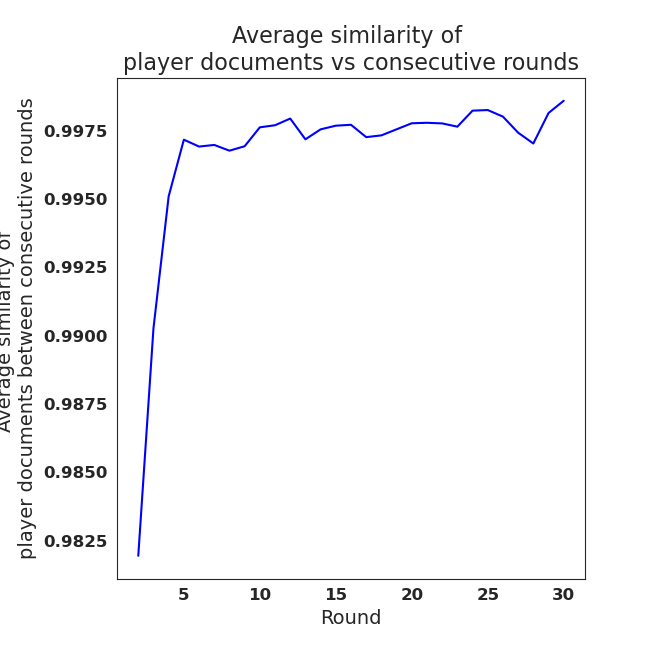 Average similarity of
player documents vs consecutive rounds
Average similarity of
player documents between consecutive rounds
0.9975
0.9950
0.9925
0.9900
0.9875
0.9850
0.9825
5 10 15 20 25 30
Round